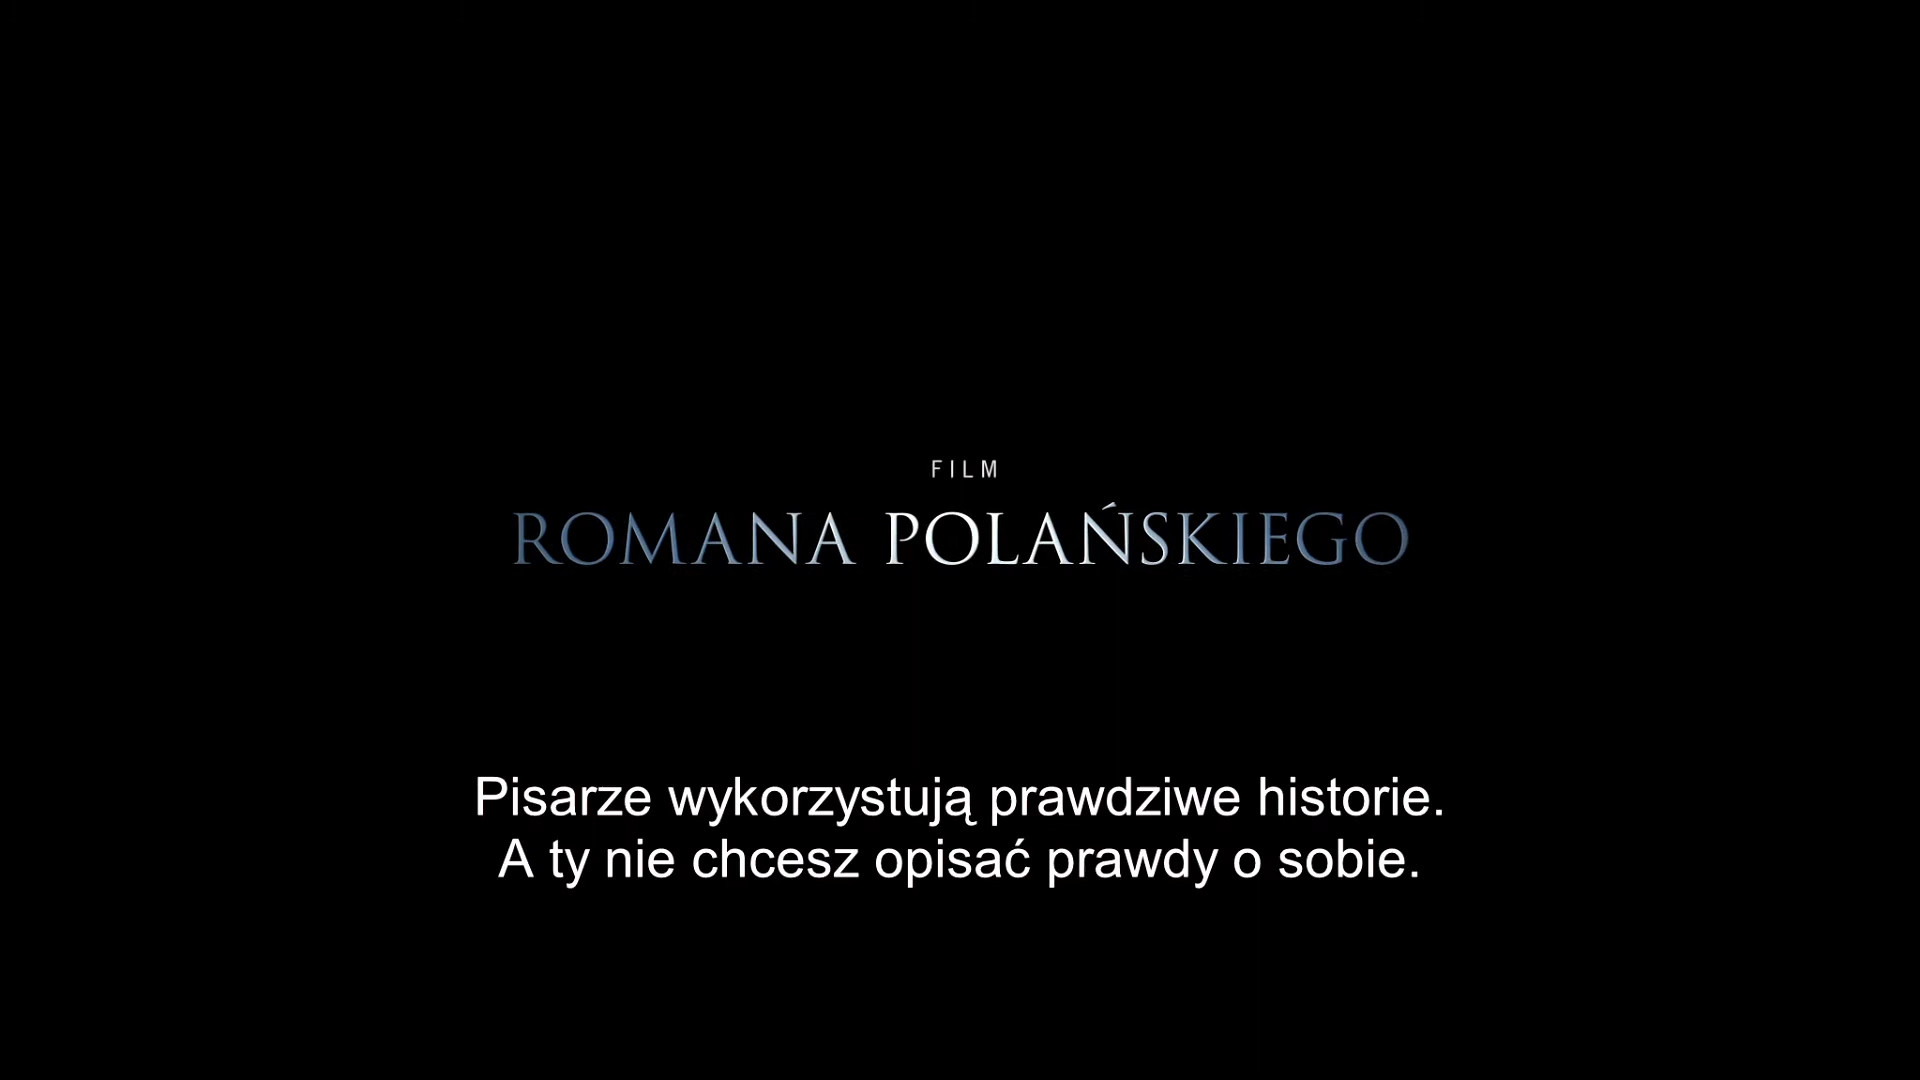 FILM
ROMANA POLAŃSKIEGO
Pisarze wykorzystują prawdziwe historie.
A ty nie chcesz opisać prawdy o sobie.